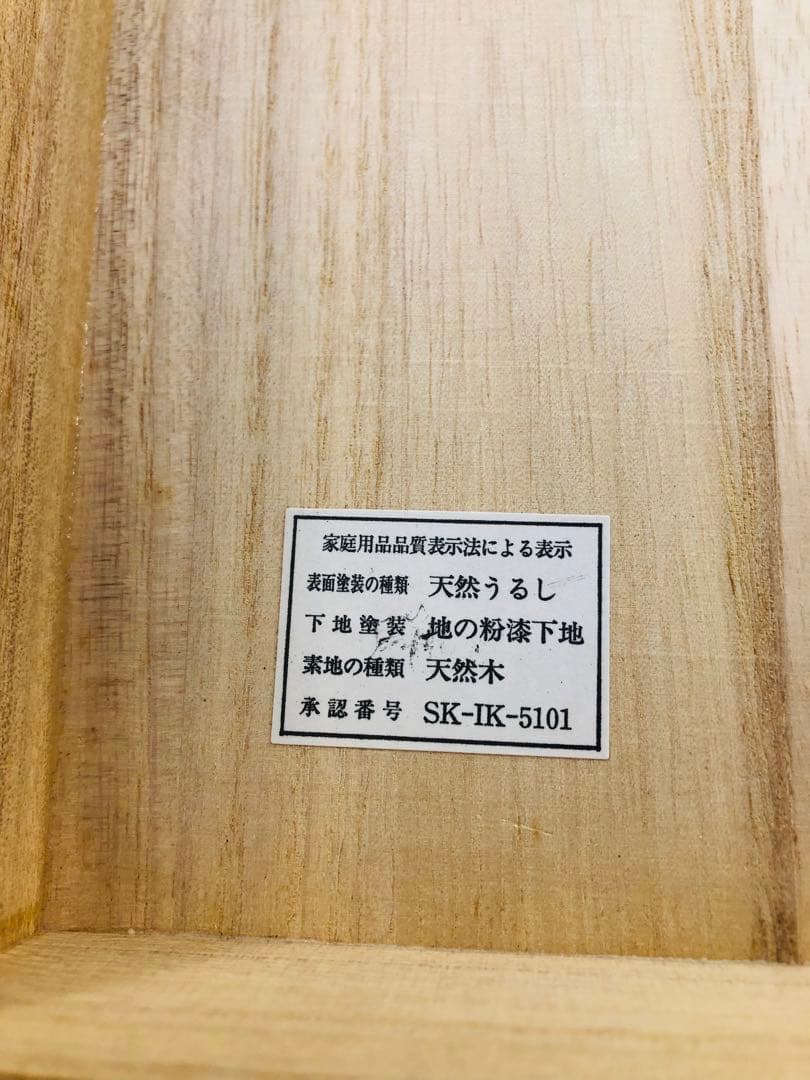 家庭用品品質表示法による表示
表面塗装の種類 天然うるし
下地塗装 地の粉漆下地
素地の種類 天然木
承認番号 SK-IK-5101